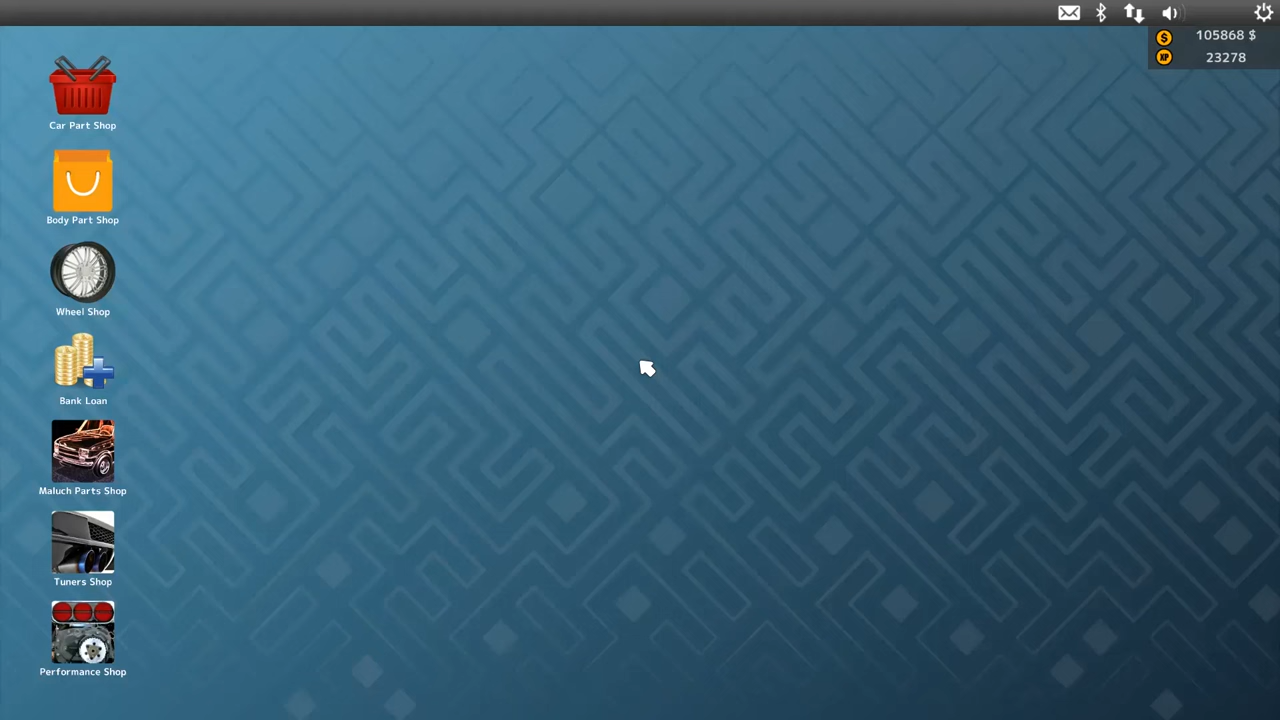 105868 $
XP 23278
Car Part Shop
Body Part Shop
Wheel Shop
Bank Loan
Maluch Parts Shop
Tuners Shop
Performance Shop